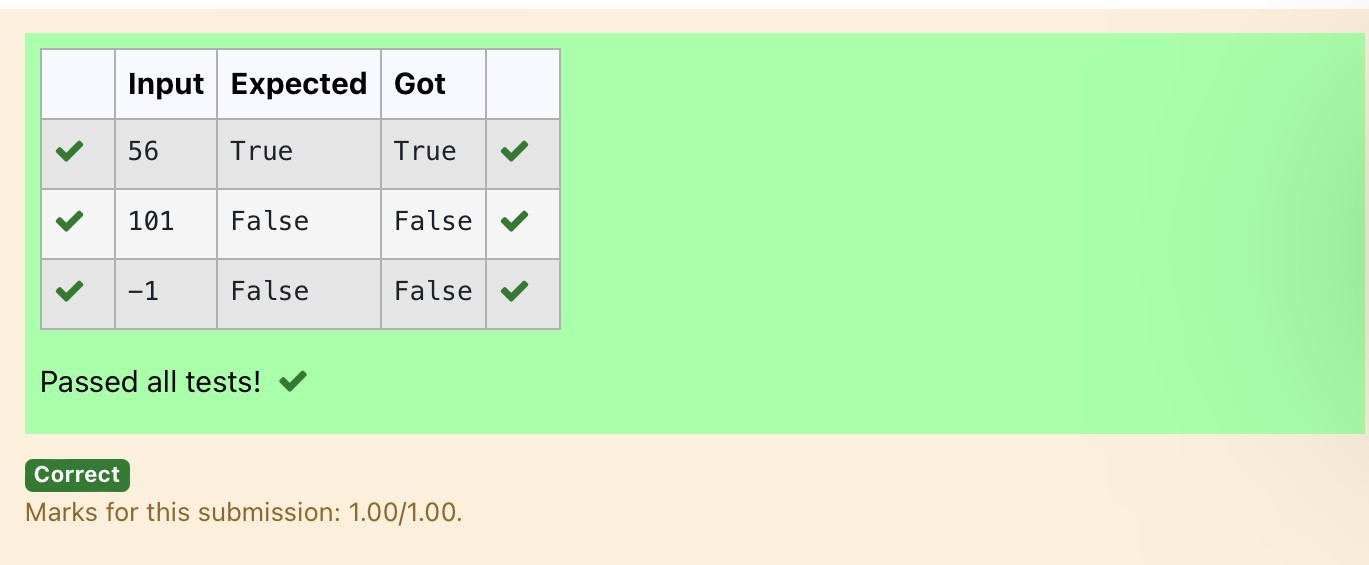 Input Expected Got
56 True True
101 False False
−1 False False
Passed all tests!
Correct
Marks for this submission: 1.00/1.00.